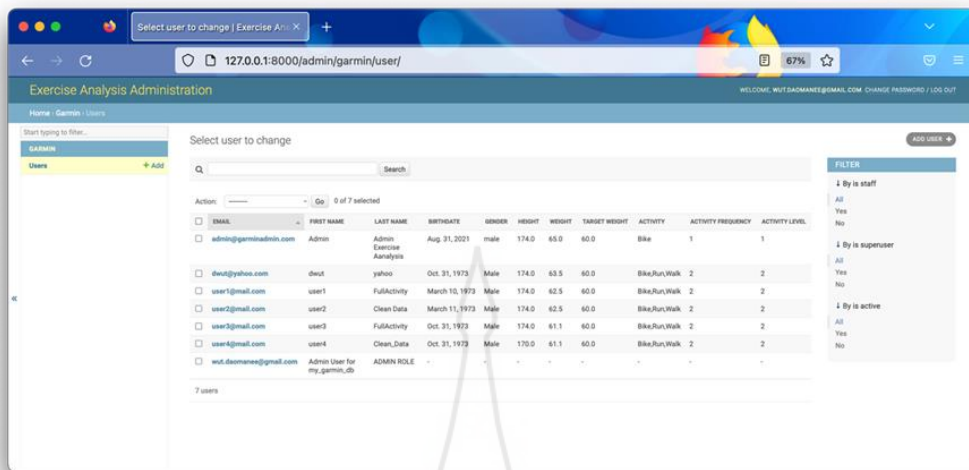 Select user to change | Exercise Ana
127.0.0.1:8000/admin/garmin/user/
67%
Exercise Analysis Administration
WELCOME, WUT.DAOMANEE@GMAIL.COM CHANGE PASSWORD / LOG OUT
Home › Garmin › Users
Start typing to filter...
GARMIN
Users + Add
Select user to change
ADD USER +
Search
Action: --------- Go 0 of 7 selected
EMAIL FIRST NAME LAST NAME BIRTHDATE GENDER HEIGHT WEIGHT TARGET WEIGHT ACTIVITY ACTIVITY FREQUENCY ACTIVITY LEVEL
admin@garminadmin.com Admin Admin Exercise Aanalysis Aug. 31, 2021 male 174.0 65.0 60.0 Bike 1 1
dwut@yahoo.com dwut yahoo Oct. 31, 1973 Male 174.0 63.5 60.0 Bike,Run,Walk 2 2
user1@mail.com user1 FullActivity March 10, 1973 Male 174.0 62.5 60.0 Bike,Run,Walk 2 2
user2@mail.com user2 Clean Data March 11, 1973 Male 174.0 62.5 60.0 Bike,Run,Walk 2 2
user3@mail.com user3 FullActivity Oct. 31, 1973 Male 174.0 61.1 60.0 Bike,Run,Walk 2 2
user4@mail.com user4 Clean_Data Oct. 31, 1973 Male 170.0 61.1 60.0 Bike,Run,Walk 2 2
wut.daomanee@gmail.com Admin User for my_garmin_db ADMIN ROLE - - - - - - - -
7 users
FILTER
↓ By is staff
All
Yes
No
↓ By is superuser
All
Yes
No
↓ By is active
All
Yes
No